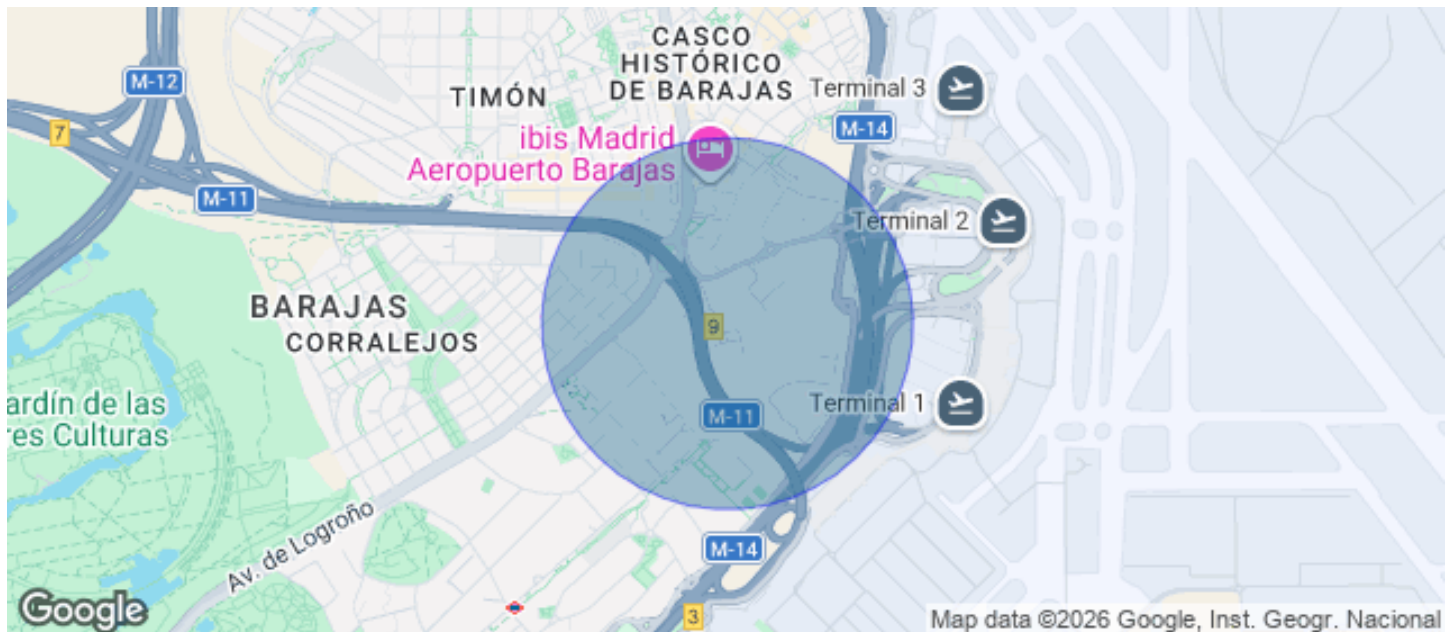 CASCO
HISTÓRICO
DE BARAJAS
M-12
TIMÓN
Terminal 3
7
ibis Madrid
Aeropuerto Barajas
M-14
M-11
Terminal 2
BARAJAS
CORRALEJOS
9
ardín de las
res Culturas
M-11
Terminal 1
Av. de Logroño
M-14
3
Google
Map data ©2026 Google, Inst. Geogr. Nacional